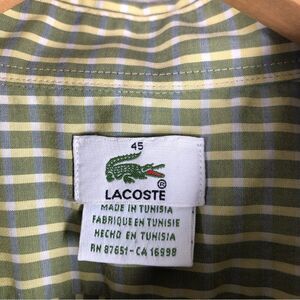 45
®
LACOSTE
MADE IN TUNISIA
FABRIQUE EN TUNISIE
HECHO EN TUNISIA
RN 87651-CA 16998